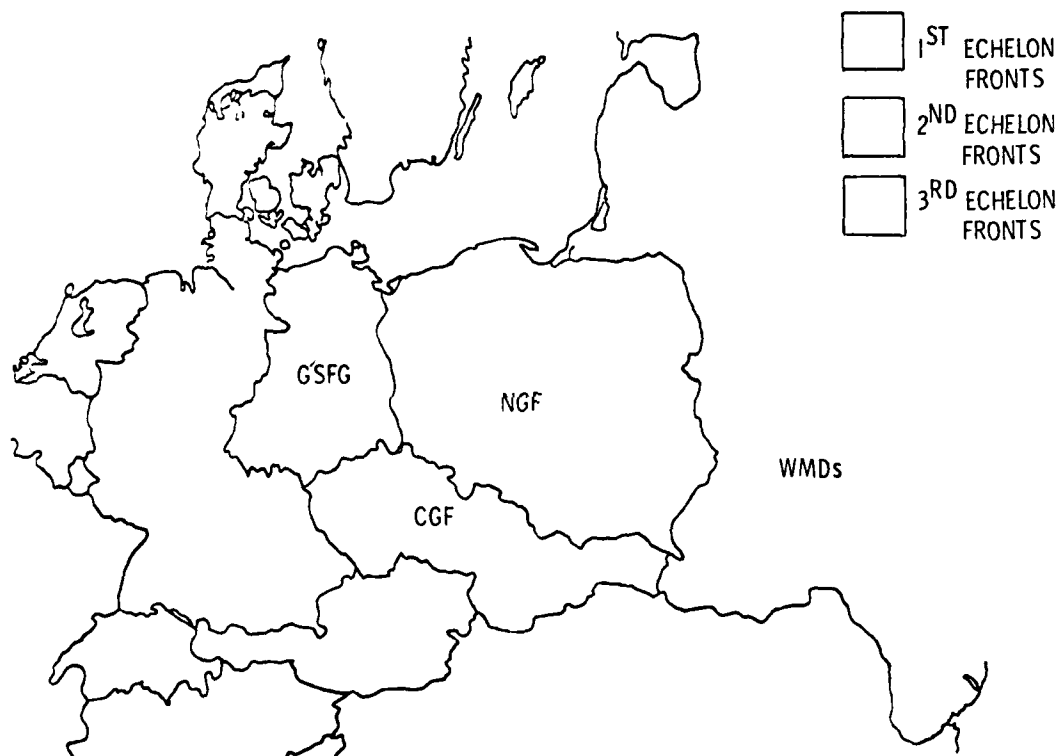 1ST ECHELON
FRONTS
2ND ECHELON
FRONTS
3RD ECHELON
FRONTS
GSFG
NGF
WMDs
CGF